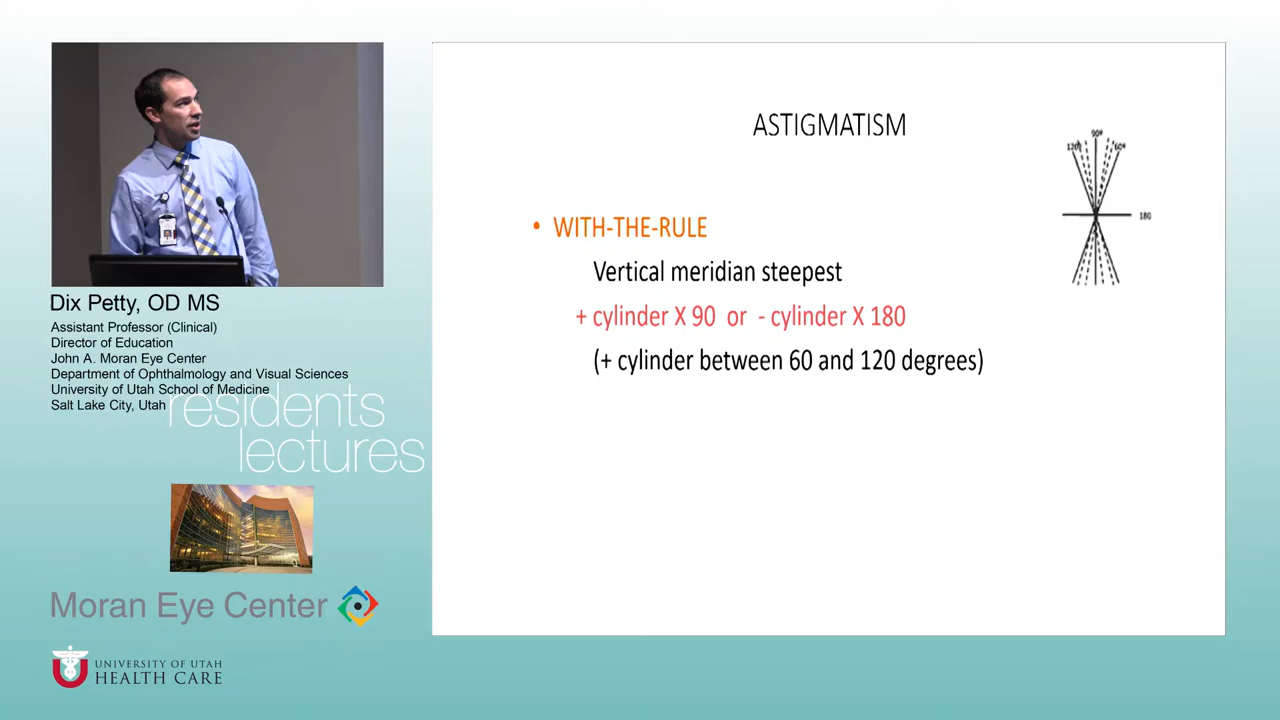 ASTIGMATISM
• WITH-THE-RULE
Vertical meridian steepest
+ cylinder X 90 or - cylinder X 180
(+ cylinder between 60 and 120 degrees)
90º
120º
60º
180
Dix Petty, OD MS
Assistant Professor (Clinical)
Director of Education
John A. Moran Eye Center
Department of Ophthalmology and Visual Sciences
University of Utah School of Medicine
Salt Lake City, Utah
residents
lectures
Moran Eye Center
UNIVERSITY OF UTAH
HEALTH CARE